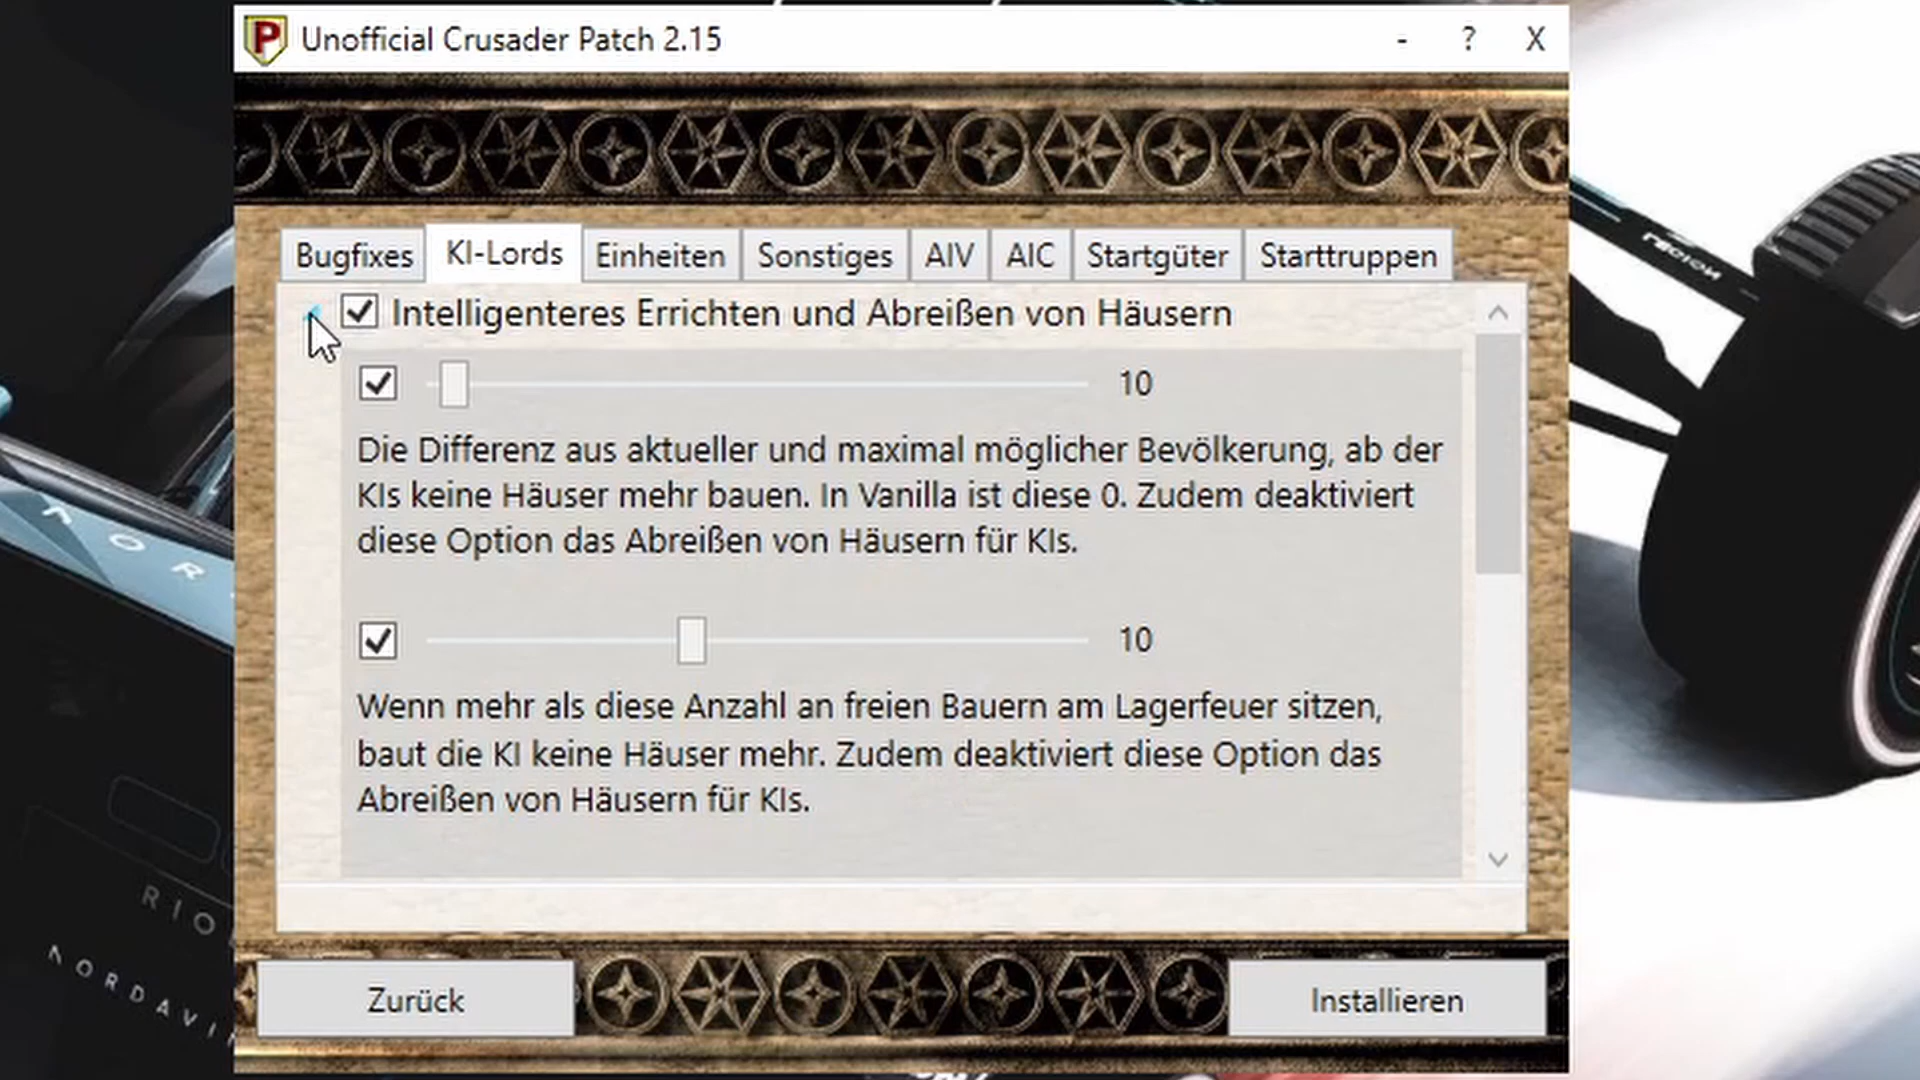 Unofficial Crusader Patch 2.15
- ? X
Bugfixes KI-Lords Einheiten Sonstiges AIV AIC Startgüter Starttruppen
Intelligenteres Errichten und Abreißen von Häusern
10
Die Differenz aus aktueller und maximal möglicher Bevölkerung, ab der
KIs keine Häuser mehr bauen. In Vanilla ist diese 0. Zudem deaktiviert
diese Option das Abreißen von Häusern für KIs.
10
Wenn mehr als diese Anzahl an freien Bauern am Lagerfeuer sitzen,
baut die KI keine Häuser mehr. Zudem deaktiviert diese Option das
Abreißen von Häusern für KIs.
Zurück Installieren